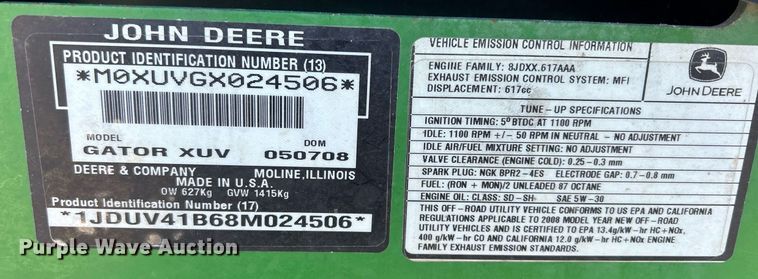 JOHN DEERE
PRODUCT IDENTIFICATION NUMBER (13)
*M0XUVGX024506*
MODEL DOM
GATOR XUV 050708
DEERE & COMPANY MOLINE, ILLINOIS
MADE IN U.S.A.
OW 627Kg GVW 1415Kg
Product Identification Number (17)
*1JDUV41B68M024506*
VEHICLE EMISSION CONTROL INFORMATION
ENGINE FAMILY: 8JDXX.617AAA
EXHAUST EMISSION CONTROL SYSTEM: MFI
DISPLACEMENT: 617cc
JOHN DEERE
TUNE-UP SPECIFICATIONS
IGNITION TIMING: 5° BTDC AT 1100 RPM
IDLE: 1100 RPM +/- 50 RPM IN NEUTRAL - NO ADJUSTMENT
IDLE AIR/FUEL MIXTURE SETTING: NO ADJUSTMENT
VALVE CLEARANCE (ENGINE COLD): 0.25-0.3 mm
SPARK PLUG: NGK BPR2-4ES ELECTRODE GAP: 0.7-0.8 mm
FUEL: (RON + MON)/2 UNLEADED 87 OCTANE
ENGINE OIL: CLASS: SD-SH SAE 5W-30
THIS OFF-ROAD UTILITY VEHICLE CONFORMS TO US EPA AND CALIFORNIA
REGULATIONS APPLICABLE TO 2008 MODEL YEAR NEW OFF-ROAD
UTILITY VEHICLES AND IS CERTIFIED TO EPA 13.4g/kW-hr HC+NOx,
400 g/kW-hr CO AND CALIFORNIA 12.0 g/kW-hr HC+NOx ENGINE
FAMILY EXHAUST EMISSION STANDARDS.
Purple Wave Auction